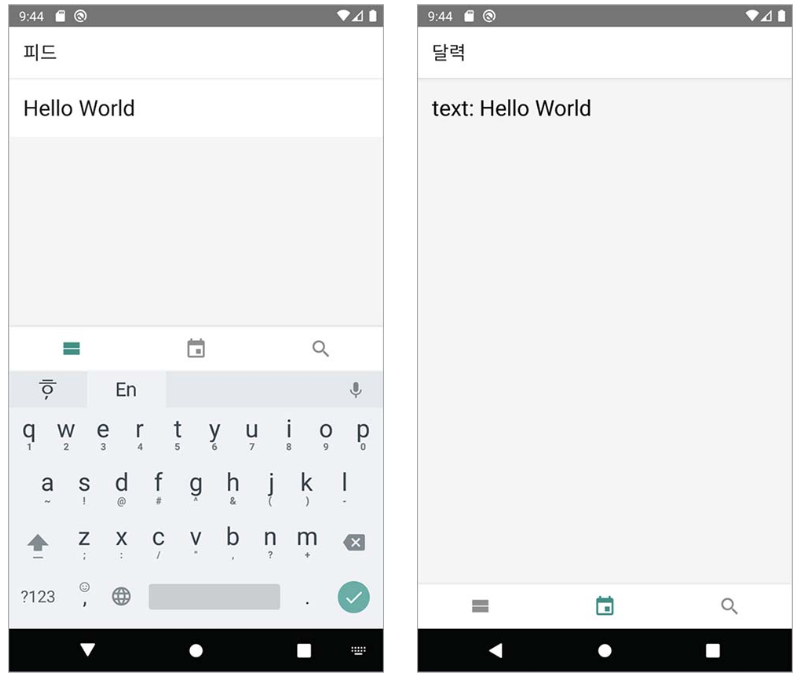 9:44
피드
Hello World
ㅎ En
q w e r t y u i o p
1 2 3 4 5 6 7 8 9 0
a s d f g h j k l
~ ! @ # ^ & ( ) -
z x c v b n m
; : / " , ? +
?123 , .
9:44
달력
text: Hello World